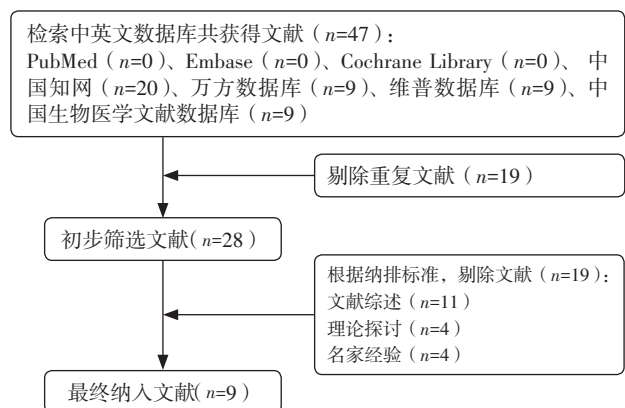 检索中英文数据库共获得文献（n=47）：
PubMed（n=0）、Embase（n=0）、Cochrane Library（n=0）、中
国知网（n=20）、万方数据库（n=9）、维普数据库（n=9）、中
国生物医学文献数据库（n=9）
剔除重复文献（n=19）
初步筛选文献（n=28）
根据纳排标准，剔除文献（n=19）：
文献综述（n=11）
理论探讨（n=4）
名家经验（n=4）
最终纳入文献（n=9）